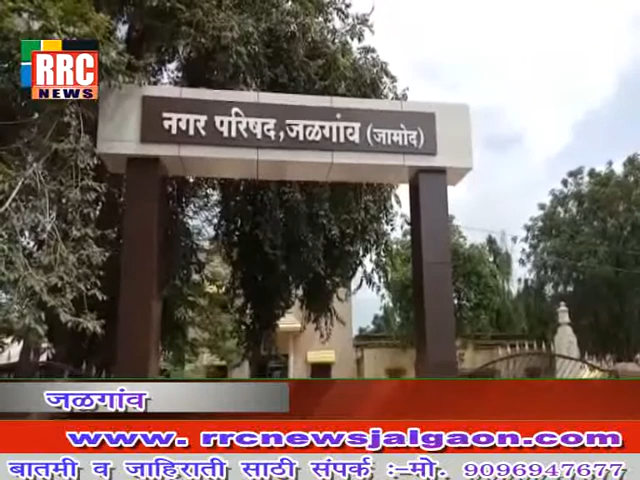 RRC
NEWS
नगर परिषद,जळगांव (जामोद)
जळगांव
www. rrcnewsjalgaon.com
बातमी व जाहिराती साठी संपर्क :-मो. 9096947677